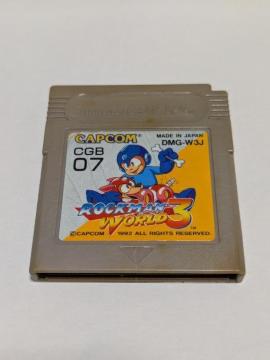 CAPCOM
MADE IN JAPAN
DMG-W3J
CGB
07
ROCKMAN
WORLD 3
©CAPCOM 1992 ALL RIGHTS RESERVED.